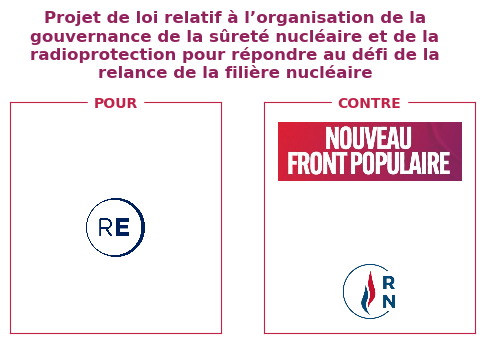 Projet de loi relatif à l’organisation de la
gouvernance de la sûreté nucléaire et de la
radioprotection pour répondre au défi de la
relance de la filière nucléaire
POUR
CONTRE
RE
NOUVEAU
FRONT POPULAIRE
R
N